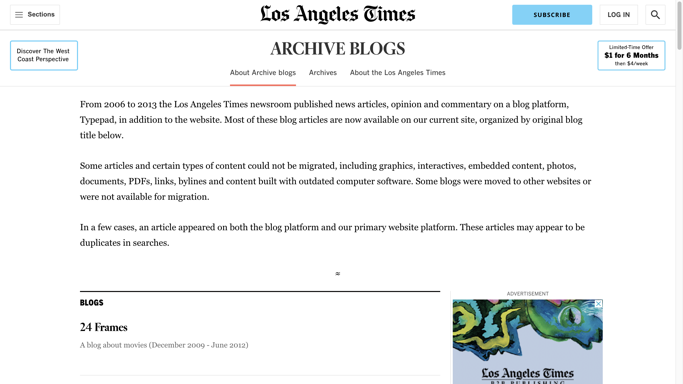 Sections
Los Angeles Times
SUBSCRIBE
LOG IN
Discover The West
Coast Perspective
ARCHIVE BLOGS
Limited-Time Offer
$1 for 6 Months
then $4/week
About Archive blogs
Archives
About the Los Angeles Times
From 2006 to 2013 the Los Angeles Times newsroom published news articles, opinion and commentary on a blog platform,
Typepad, in addition to the website. Most of these blog articles are now available on our current site, organized by original blog
title below.
Some articles and certain types of content could not be migrated, including graphics, interactives, embedded content, photos,
documents, PDFs, links, bylines and content built with outdated computer software. Some blogs were moved to other websites or
were not available for migration.
In a few cases, an article appeared on both the blog platform and our primary website platform. These articles may appear to be
duplicates in searches.
≈
ADVERTISEMENT
BLOGS
24 Frames
A blog about movies (December 2009 - June 2012)
Los Angeles Times
B2B PUBLISHING